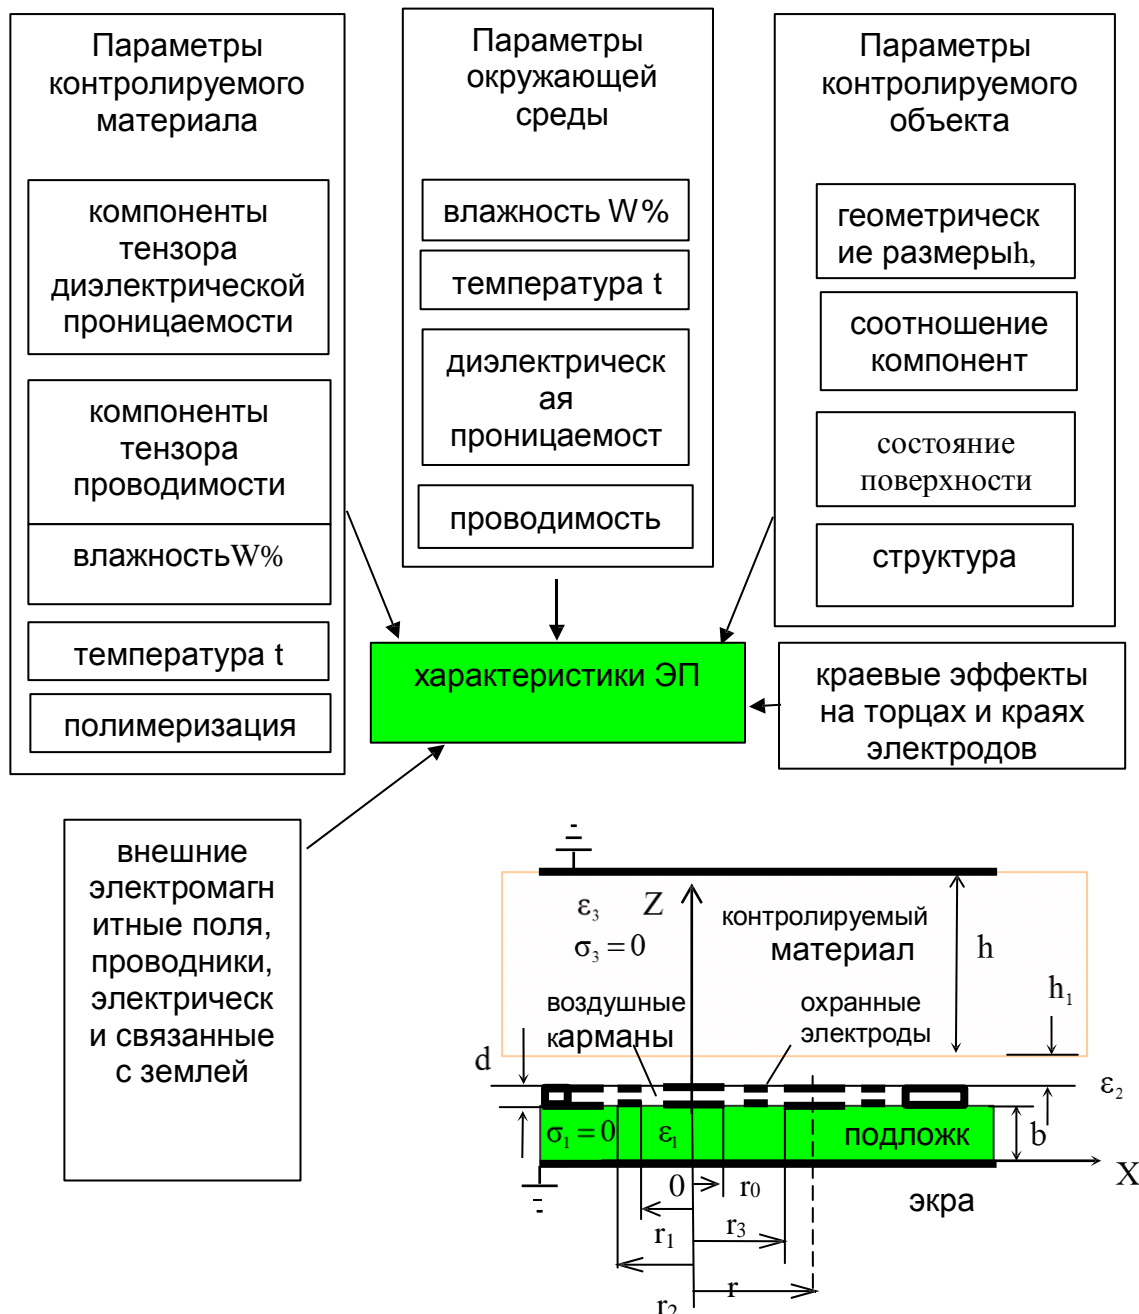 Параметры
контролируемого
материала
компоненты
тензора
диэлектрической
проницаемости
компоненты
тензора
проводимости
влажностьW%
температура t
полимеризация
Параметры
окружающей
среды
влажность W%
температура t
диэлектрическ
ая
проницаемост
проводимость
Параметры
контролируемого
объекта
геометрическ
ие размерыh,
соотношение
компонент
состояние
поверхности
структура
характеристики ЭП
краевые эффекты
на торцах и краях
электродов
внешние
электромагн
итные поля,
проводники,
электрическ
и связанные
с землей
ε₃ Z
σ₃ = 0
контролируемый
материал
h
h₁
воздушные
карманы
охранные
электроды
d
ε₂
σ₁ = 0
ε₁
подложк
b
X
0
r₀
экра
r₁
r₃
r
r₂